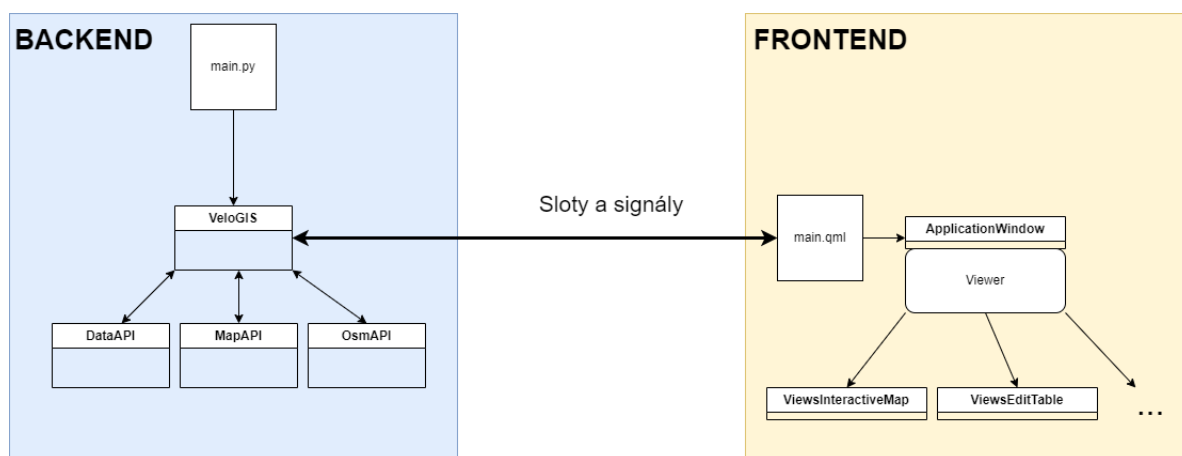 BACKEND
main.py
VeloGIS
DataAPI
MapAPI
OsmAPI
Sloty a signály
FRONTEND
main.qml
ApplicationWindow
Viewer
ViewsInteractiveMap
ViewsEditTable
...